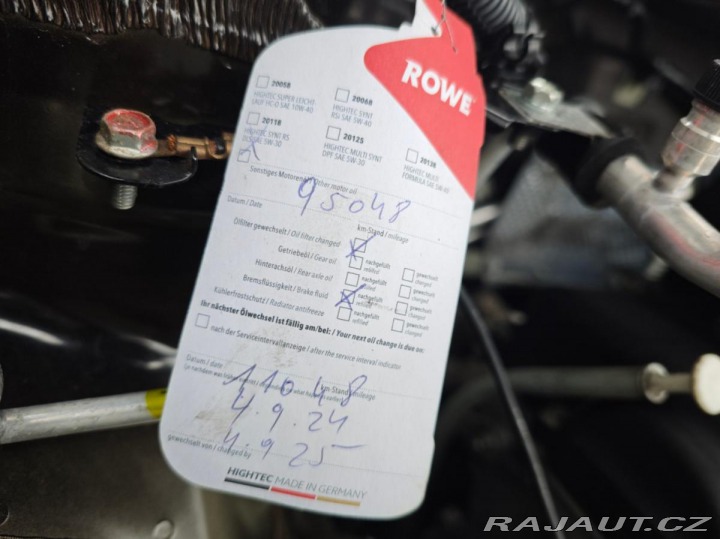 ROWE
20058
HIGHTEC SUPER LEICHT-
LAUF HC-O SAE 10W-40
20068
HIGHTEC SYNT
RSi SAE 5W-40
20118
HIGHTEC SYNT RS
SAE 5W-30
20125
HIGHTEC MULTI SYNT
DPF SAE 5W-30
20138
HIGHTEC MULTI
FORMULA SAE 5W-40
Sonstiges Motorenöl / Other motor oil
95048
Datum / Date
km-Stand / mileage
Ölfilter gewechselt / Oil filter changed
Getriebeöl / Gear oil
nachgefüllt
refilled
gewechselt
changed
Hinterachsöl / Rear axle oil
nachgefüllt
refilled
gewechselt
changed
Bremsflüssigkeit / Brake fluid
nachgefüllt
refilled
gewechselt
changed
Kühlerfrostschutz / Radiator antifreeze
nachgefüllt
refilled
gewechselt
changed
Ihr nächster Ölwechsel ist fällig am/bei: / Your next oil change is due on:
nach der Serviceintervallanzeige / after the service interval indicator
Datum / date
km-Stand / mileage
11048
4.9.24
4.9.25
gewechselt von / changed by
HIGHTEC MADE IN GERMANY
RAJAUT.CZ